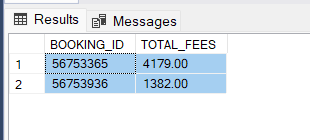 Results Messages
BOOKING_ID TOTAL_FEES
1 56753365 4179.00
2 56753936 1382.00